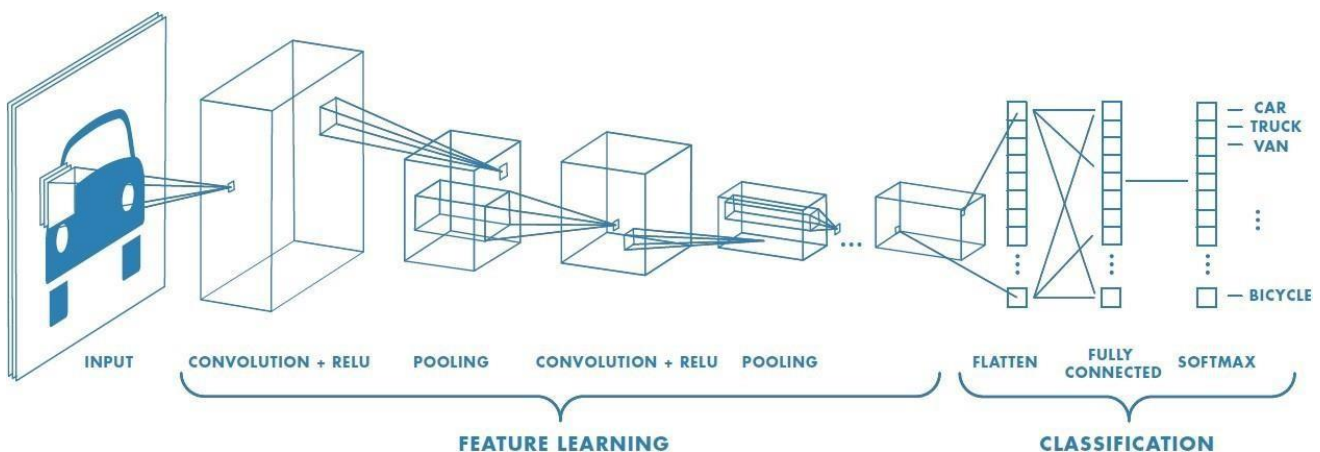 CAR
TRUCK
VAN
BICYCLE
INPUT
CONVOLUTION + RELU
POOLING
CONVOLUTION + RELU
POOLING
FLATTEN
FULLY
CONNECTED
SOFTMAX
FEATURE LEARNING
CLASSIFICATION